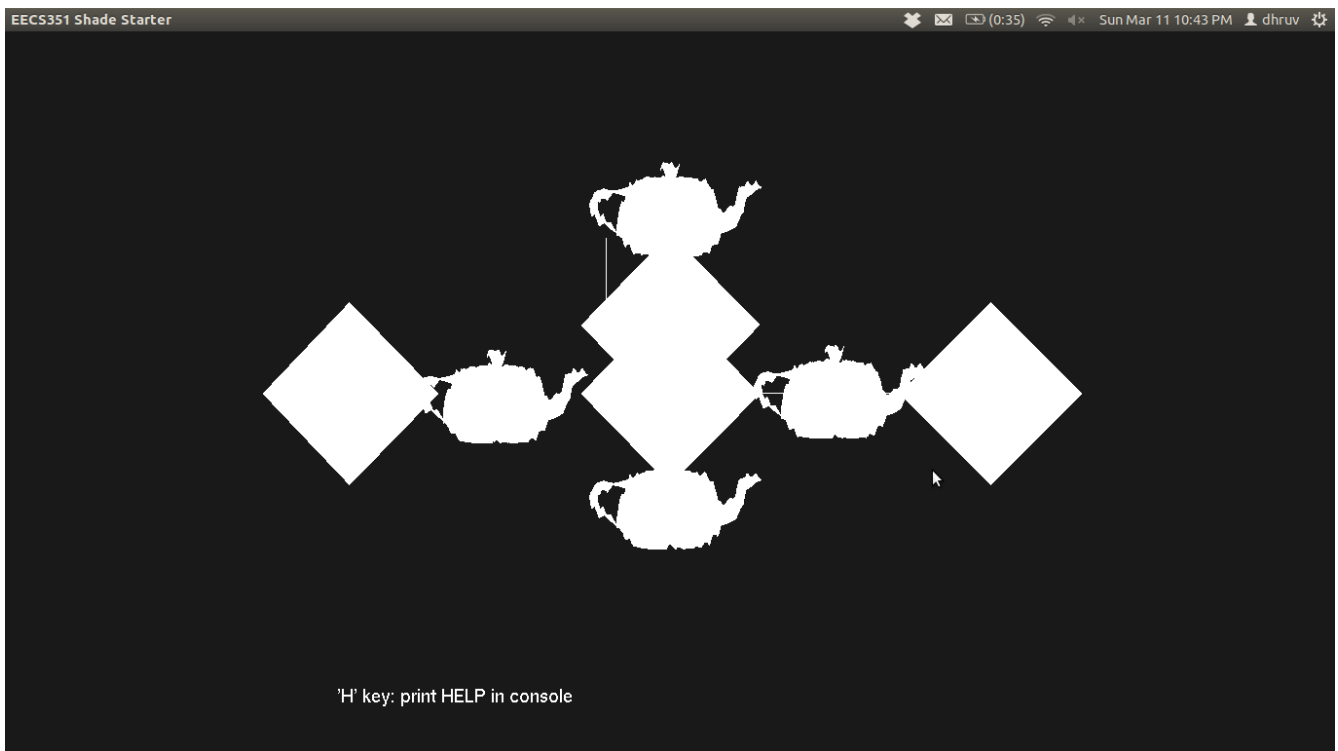 EECS351 Shade Starter
(0:35) Sun Mar 11 10:43 PM dhruv
'H' key: print HELP in console